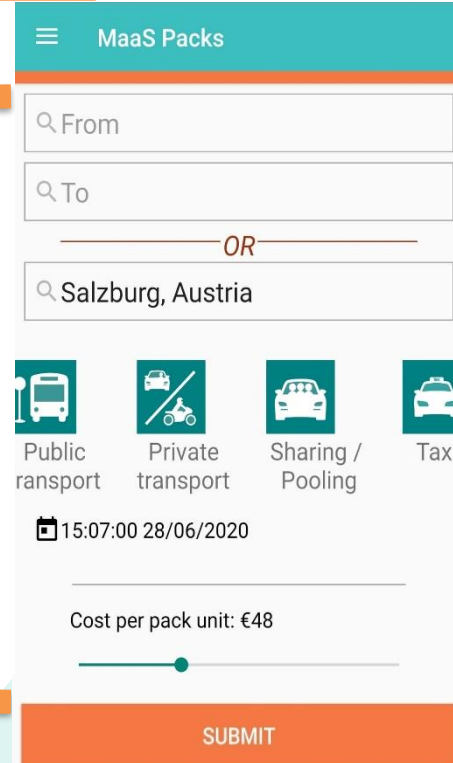 MaaS Packs
From
To
OR
Salzburg, Austria
Public ransport
Private transport
Sharing / Pooling
Tax
15:07:00 28/06/2020
Cost per pack unit: €48
SUBMIT